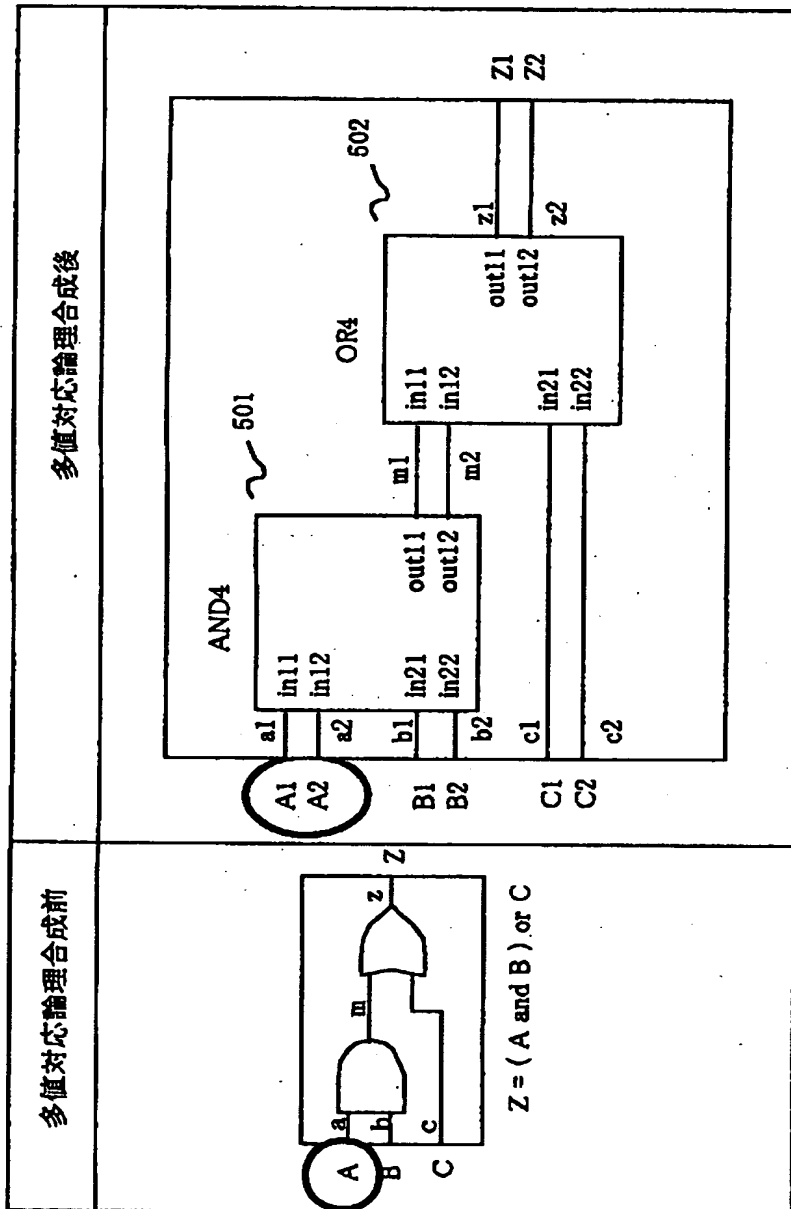 多値対応論理合成前
A
B
C
a
b
c
m
z
Z
Z = ( A and B ) or C
多値対応論理合成後
A1
A2
B1
B2
C1
C2
a1
a2
b1
b2
c1
c2
AND4
501
in11
in12
in21
in22
out11
out12
m1
m2
OR4
502
in11
in12
in21
in22
out11
out12
z1
z2
Z1
Z2